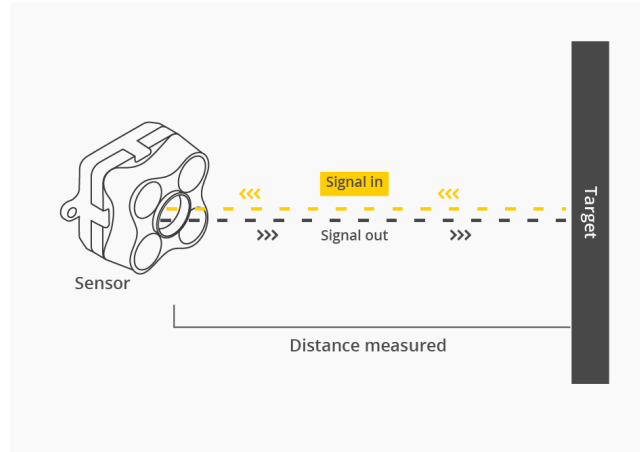 Signal in
Signal out
Target
Sensor
Distance measured